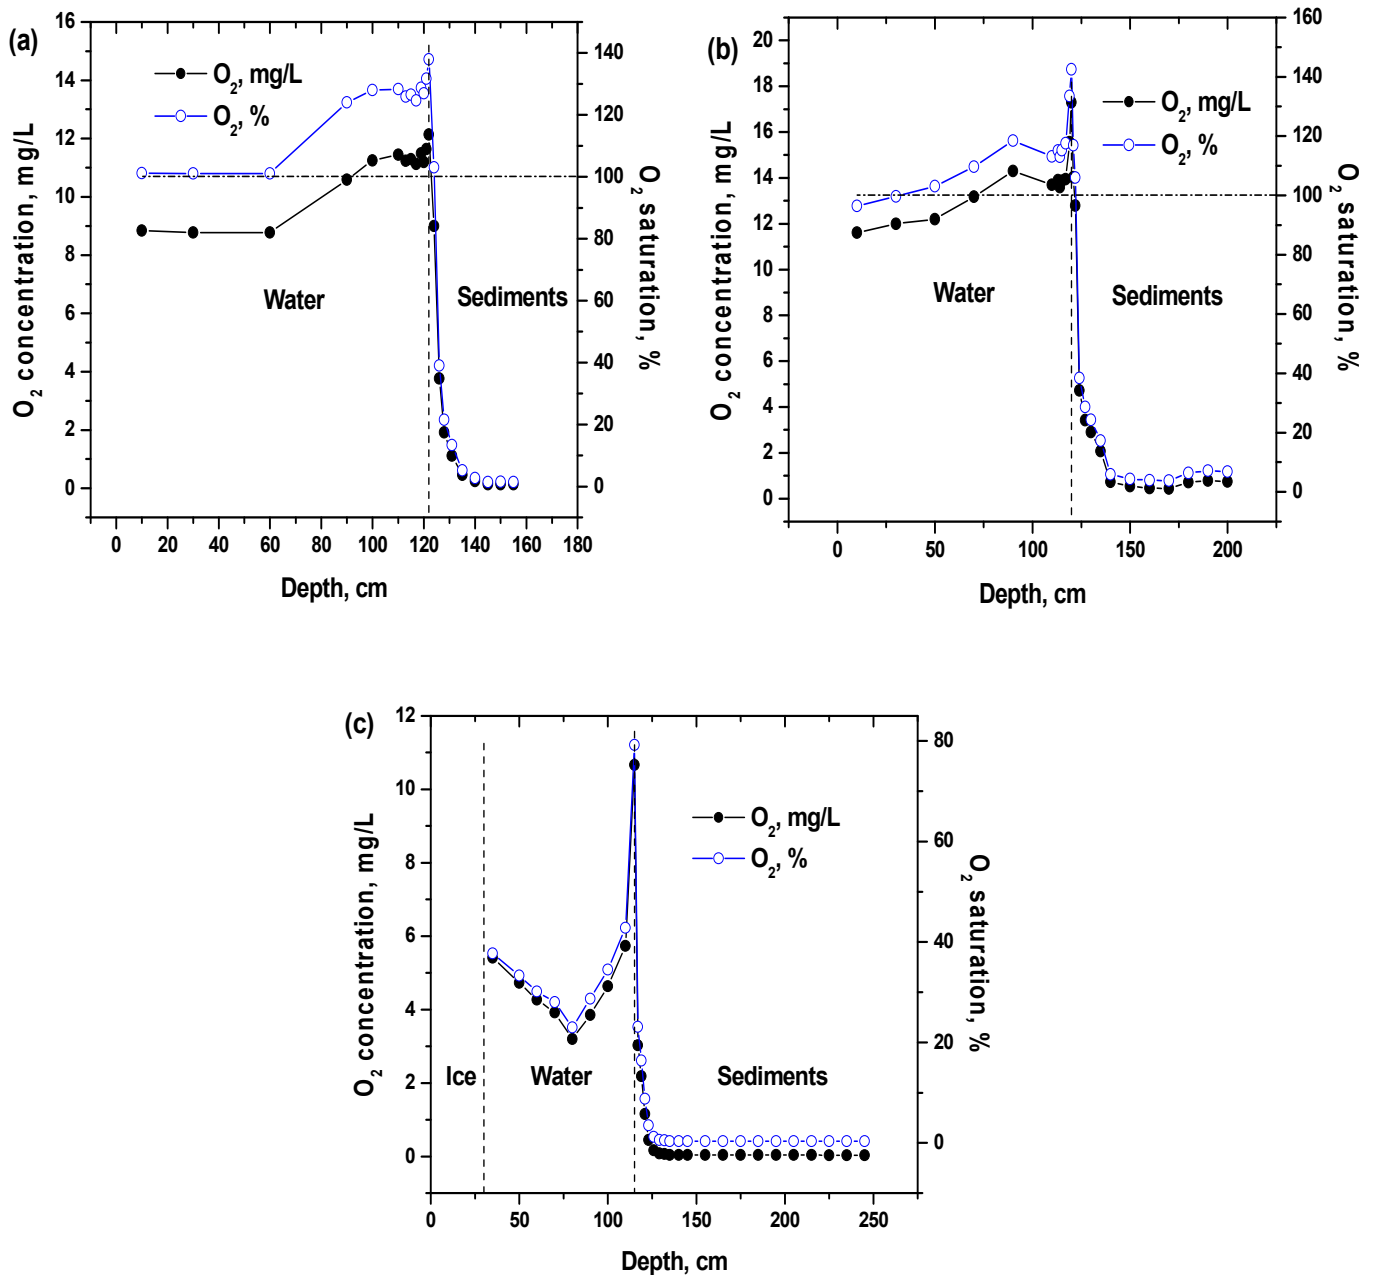 (a)
O2, mg/L
O2, %
Water
Sediments
O2 concentration, mg/L
0
2
4
6
8
10
12
14
16
O2 saturation, %
0
20
40
60
80
100
120
140
0 20 40 60 80 100 120 140 160 180
Depth, cm
(b)
O2, mg/L
O2, %
Water
Sediments
O2 concentration, mg/L
0
2
4
6
8
10
12
14
16
18
20
O2 saturation, %
0
20
40
60
80
100
120
140
160
0 50 100 150 200
Depth, cm
(c)
O2, mg/L
O2, %
Ice
Water
Sediments
O2 concentration, mg/L
0
2
4
6
8
10
12
O2 saturation, %
0
20
40
60
80
0 50 100 150 200 250
Depth, cm